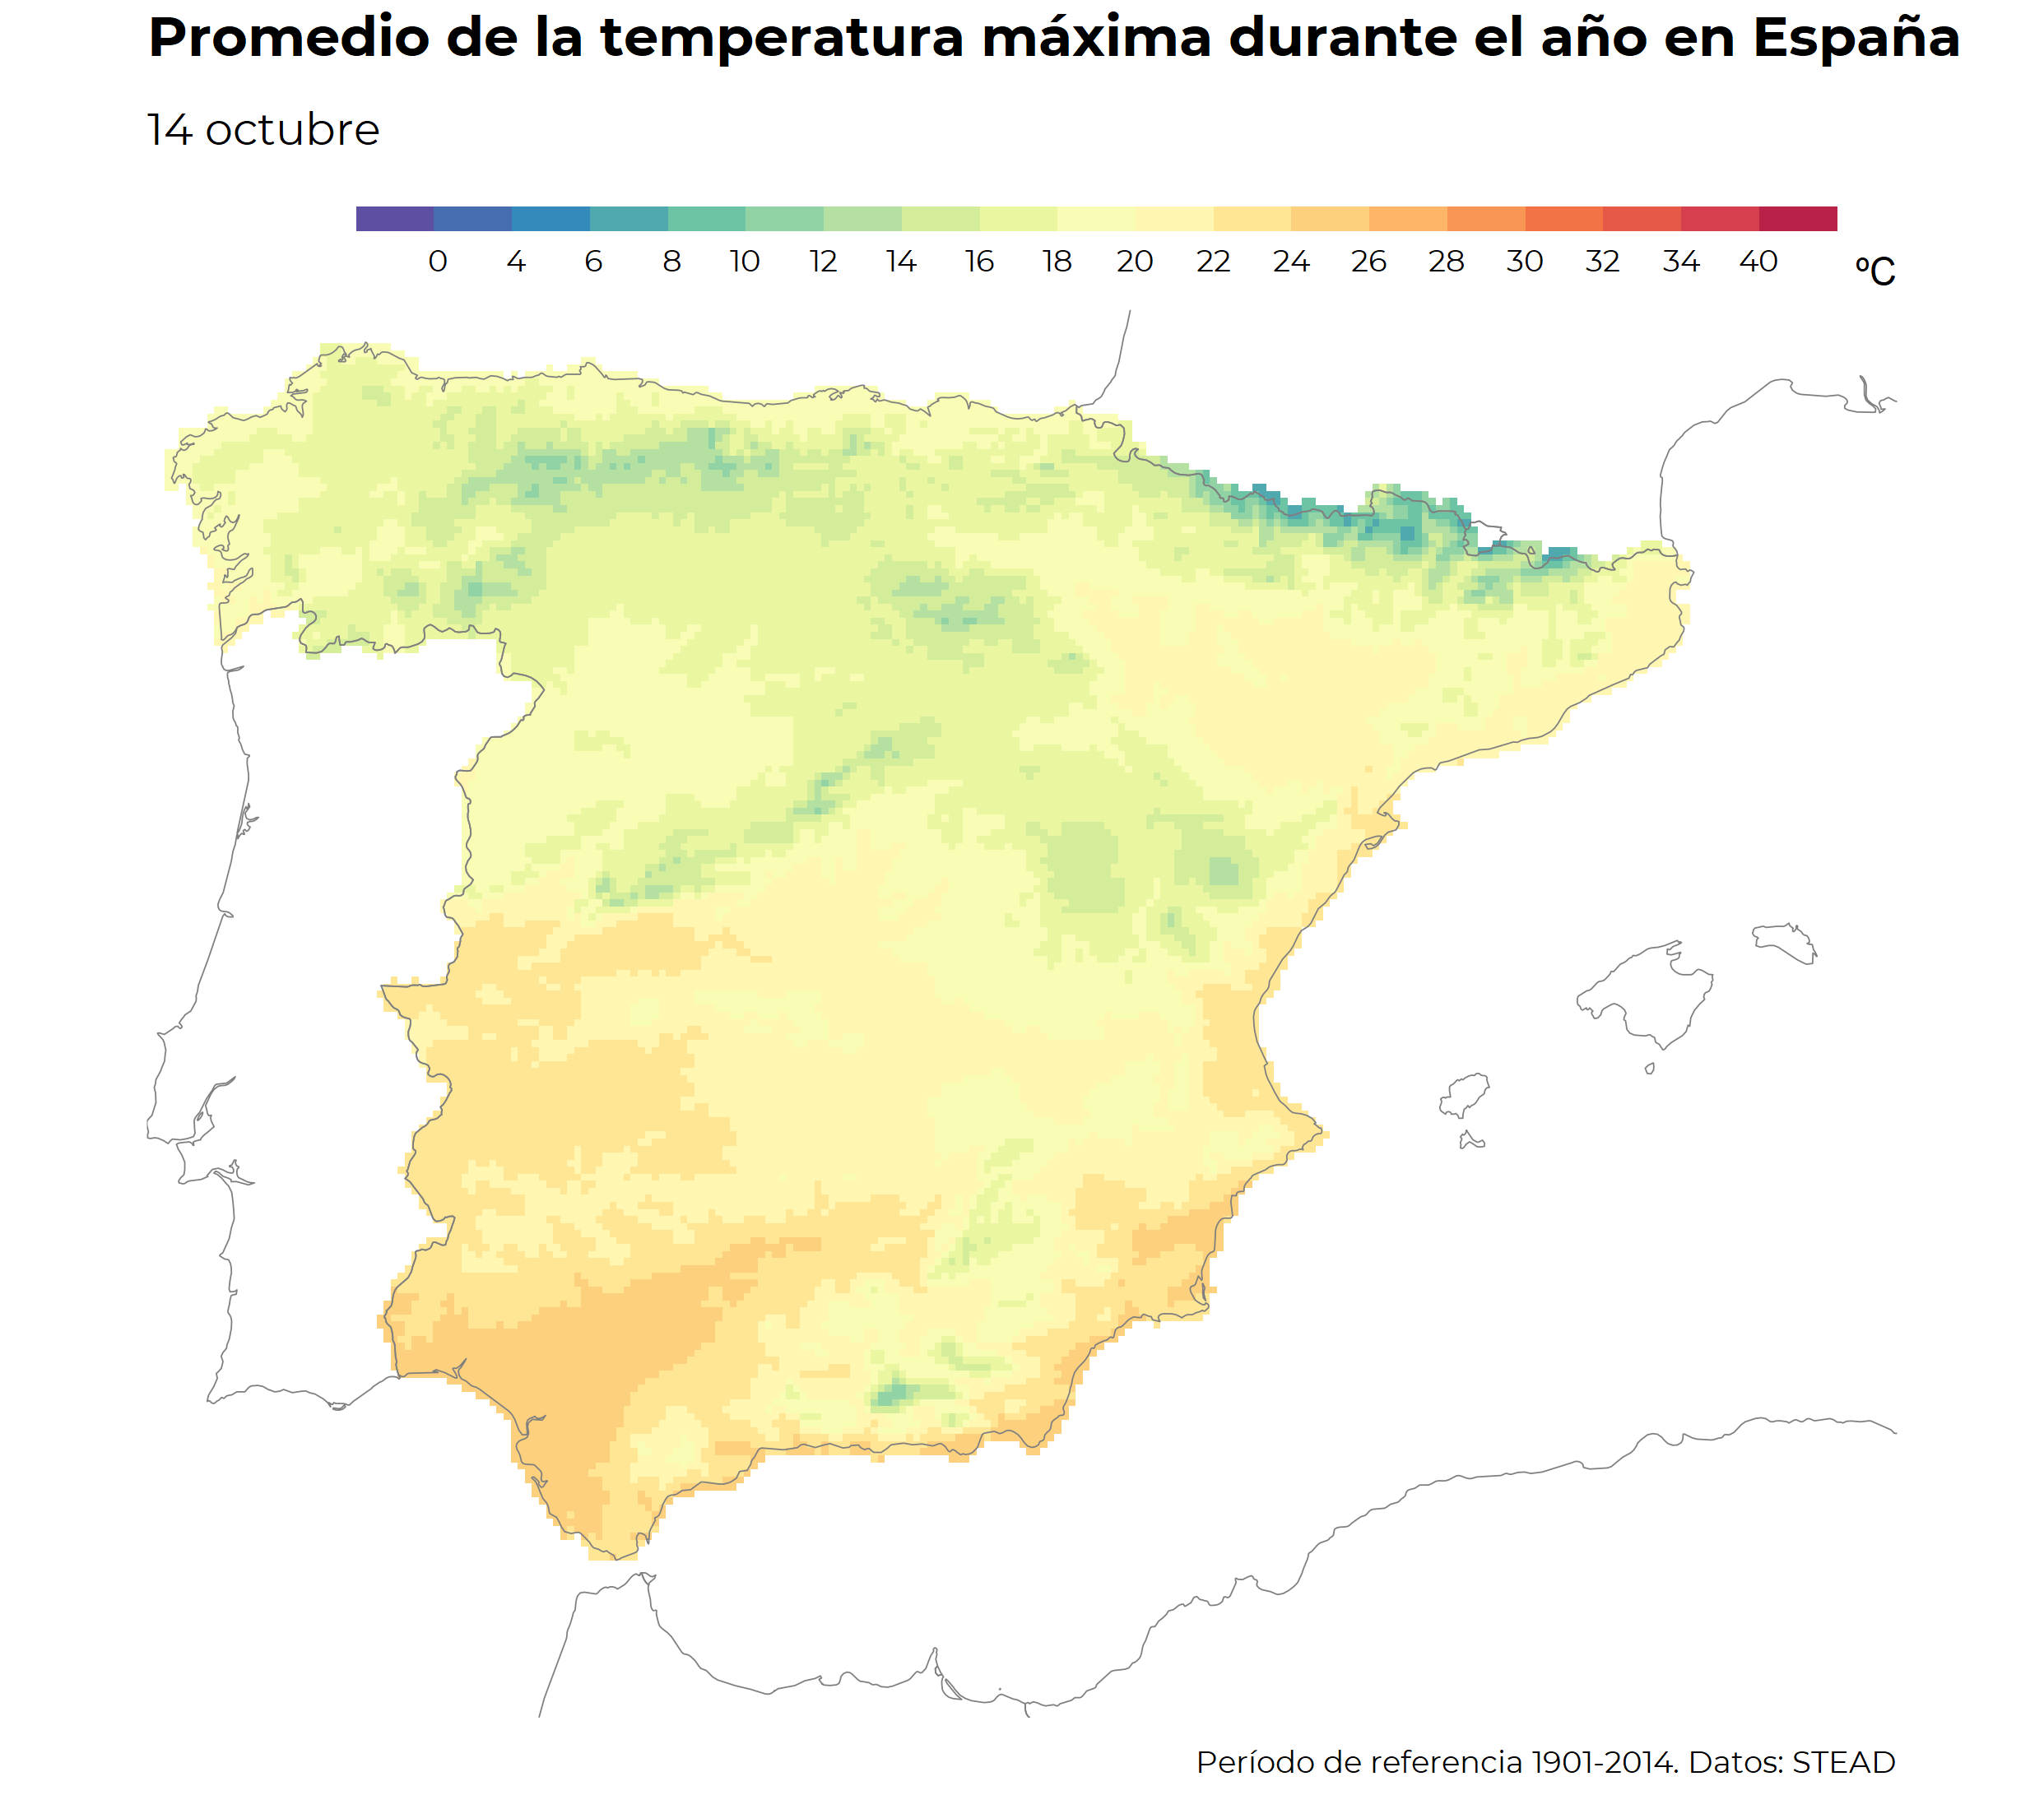 Promedio de la temperatura máxima durante el año en España
14 octubre
0 4 6 8 10 12 14 16 18 20 22 24 26 28 30 32 34 40 ºC
Período de referencia 1901-2014. Datos: STEAD